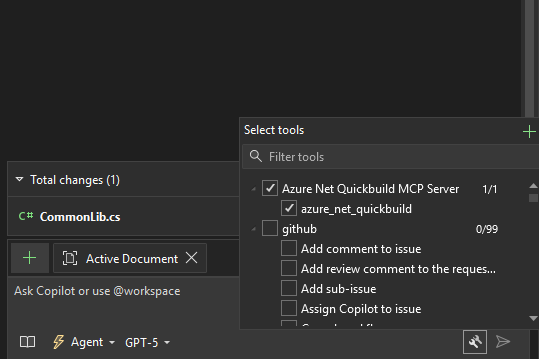 Select tools
Filter tools
Azure Net Quickbuild MCP Server 1/1
azure_net_quickbuild
github 0/99
Add comment to issue
Add review comment to the reques...
Add sub-issue
Assign Copilot to issue
Total changes (1)
C# CommonLib.cs
Active Document
Ask Copilot or use @workspace
Agent
GPT-5